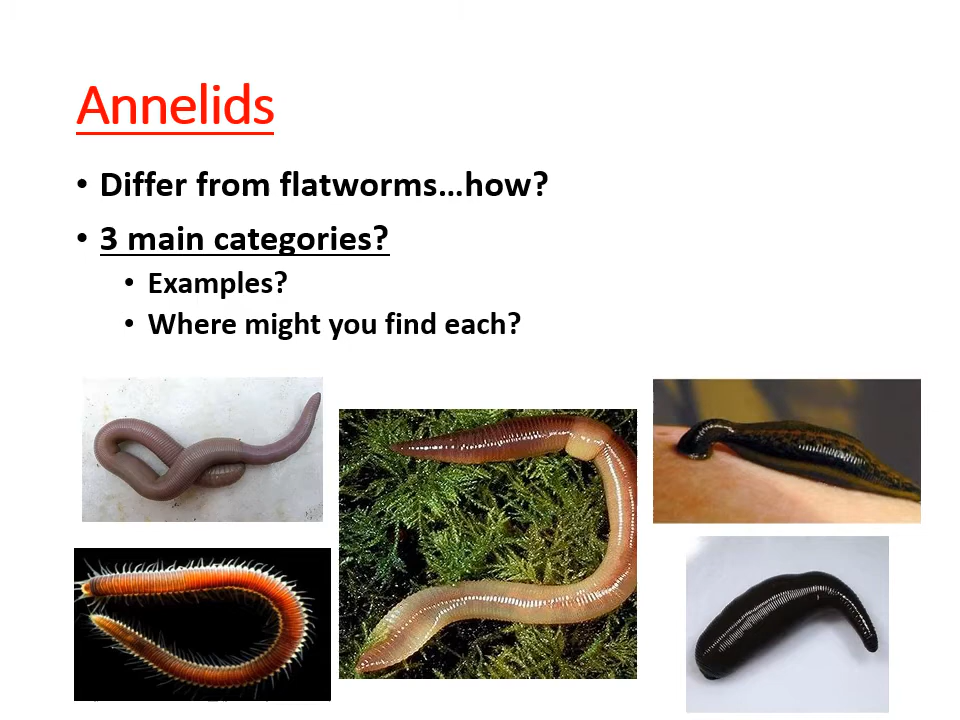 Annelids
• Differ from flatworms...how?
• 3 main categories?
• Examples?
• Where might you find each?